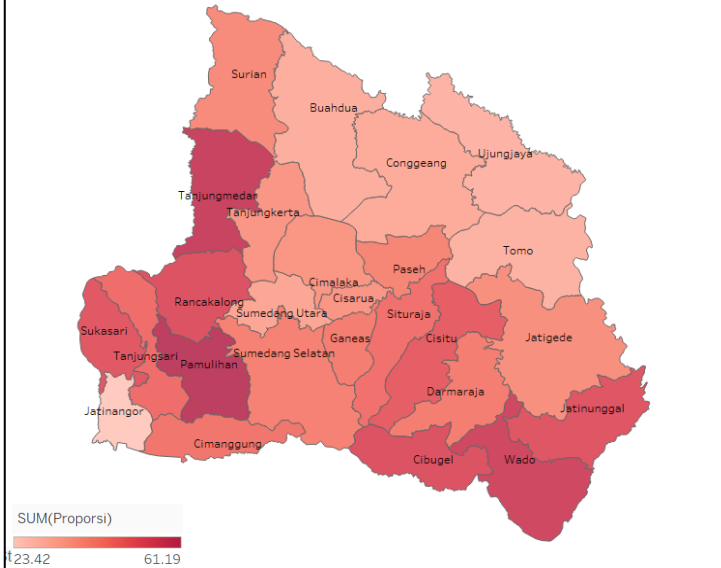 Surian
Buahdua
Ujungjaya
Conggeang
Tanjungmedar
Tanjungkerta
Tomo
Paseh
Cimalaka
Cisarua
Rancakalong
Sumedang Utara
Situraja
Sukasari
Ganeas
Cisitu
Jatigede
Tanjungsari
Sumedang Selatan
Pamulihan
Darmaraja
Jatinangor
Jatinunggal
Cimanggung
Cibugel
Wado
SUM(Proporsi)
23.42
61.19